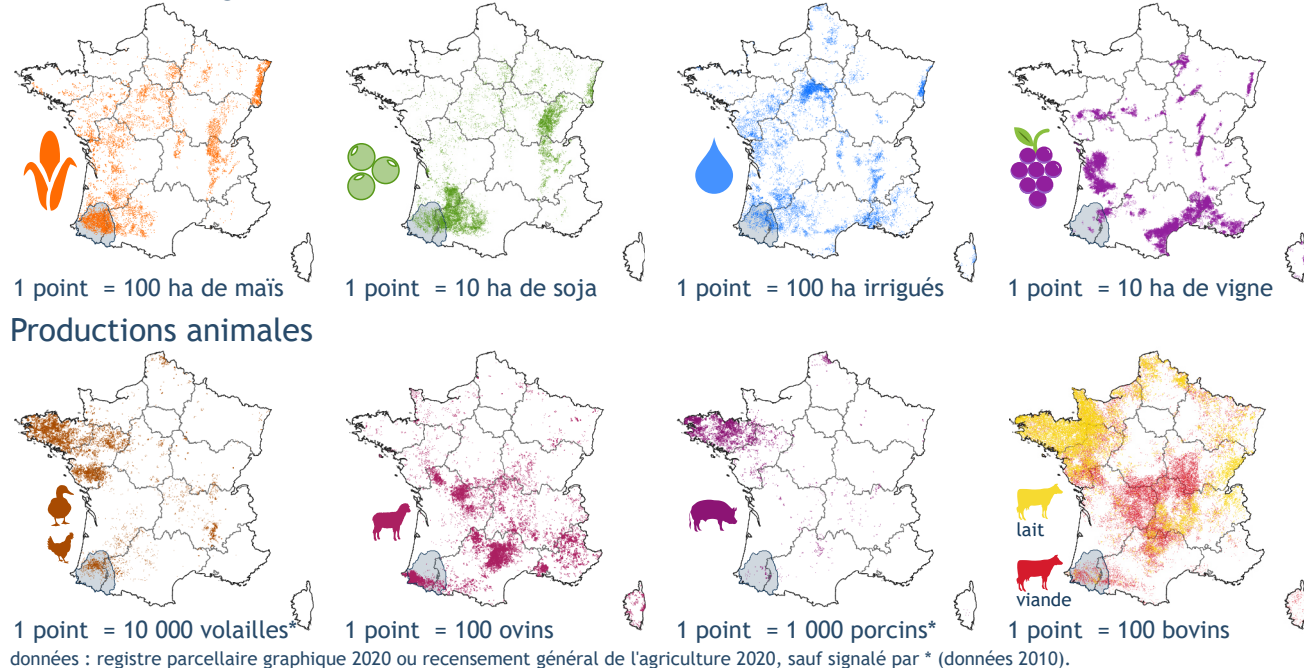 1 point = 100 ha de maïs
1 point = 10 ha de soja
1 point = 100 ha irrigués
1 point = 10 ha de vigne
Productions animales
lait
viande
1 point = 10 000 volailles*
1 point = 100 ovins
1 point = 1 000 porcins*
1 point = 100 bovins
données : registre parcellaire graphique 2020 ou recensement général de l'agriculture 2020, sauf signalé par * (données 2010).